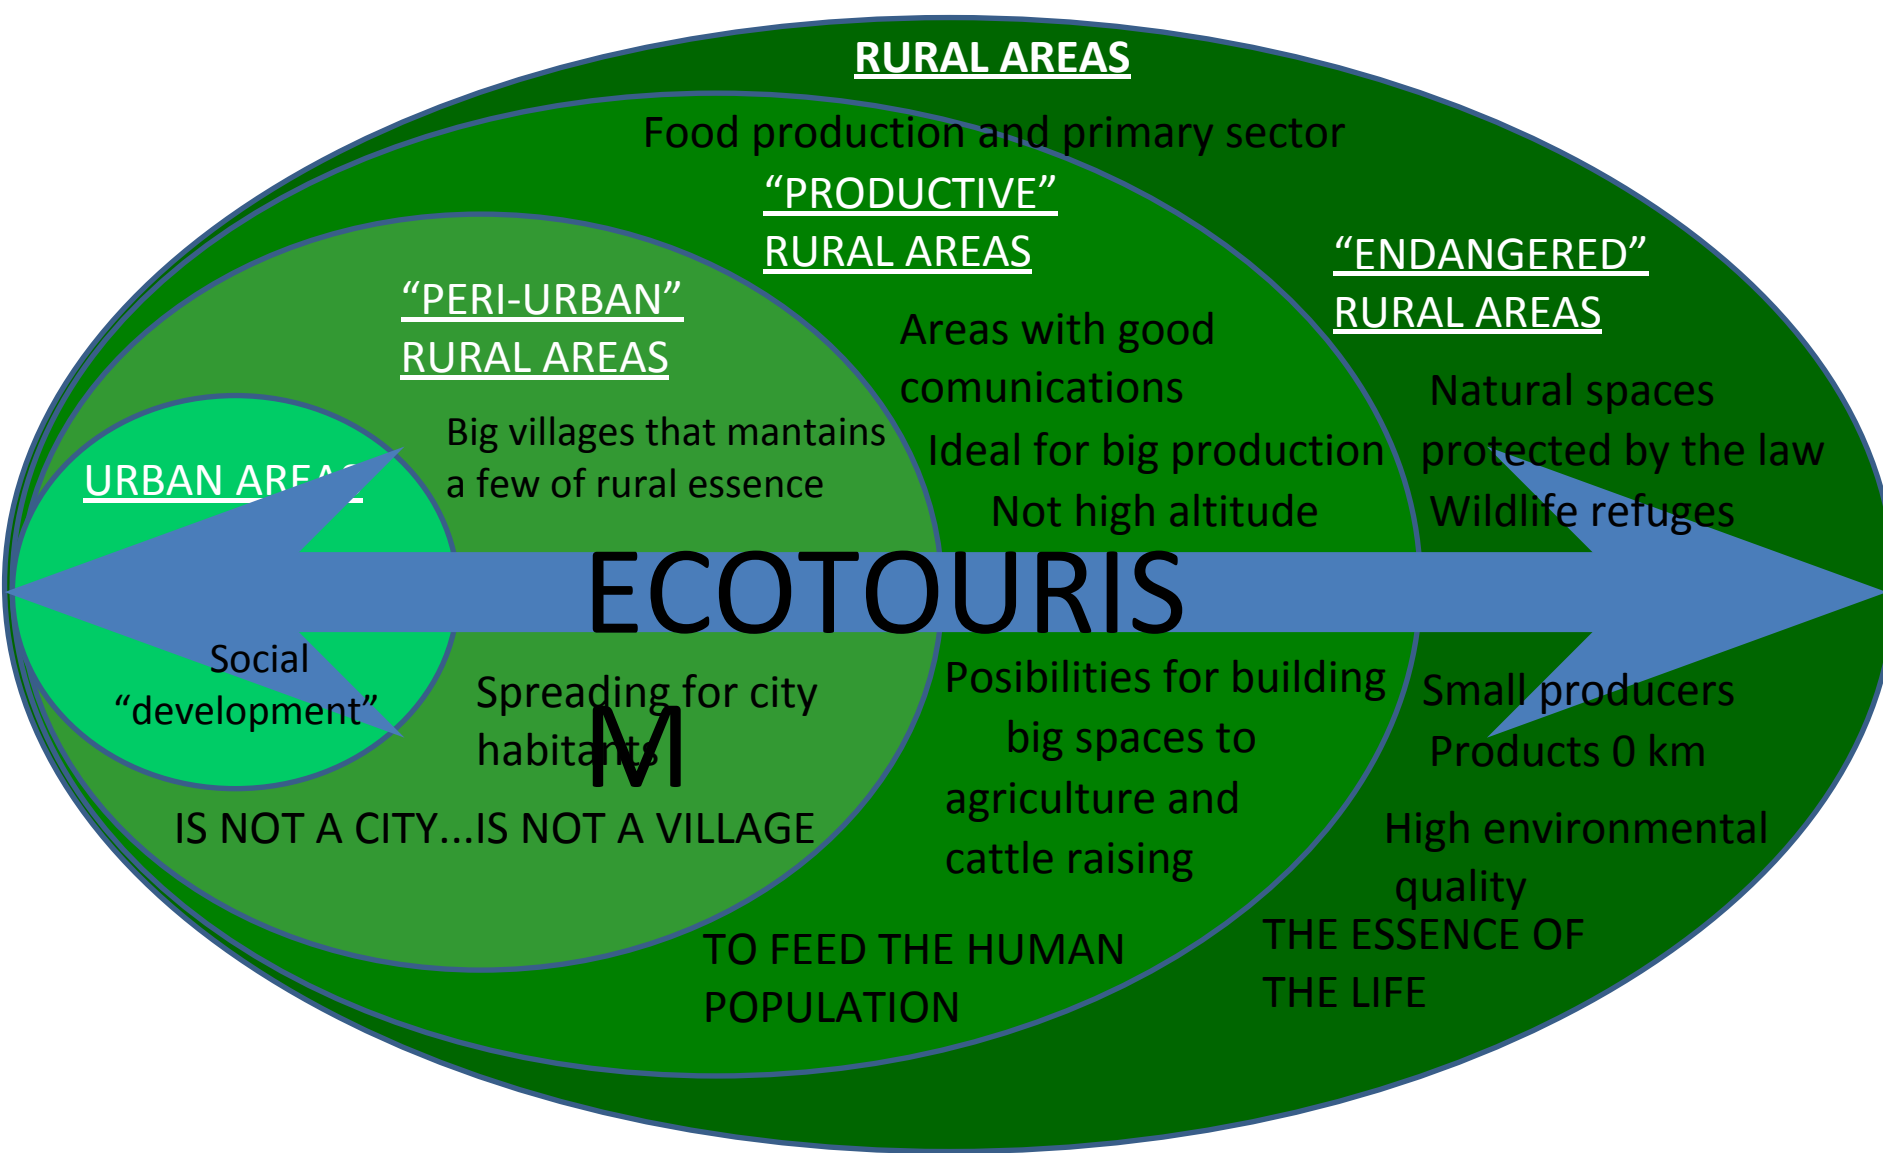 RURAL AREAS
Food production and primary sector
“PRODUCTIVE”
RURAL AREAS
“ENDANGERED”
RURAL AREAS
“PERI-URBAN”
RURAL AREAS
Areas with good
comunications
Natural spaces
protected by the law
Big villages that mantains
a few of rural essence
Ideal for big production
URBAN AREAS
Not high altitude
Wildlife refuges
ECOTOURIS
M
Social
“development”
Spreading for city
habitants
Posibilities for building
big spaces to
agriculture and
cattle raising
Small producers
Products 0 km
IS NOT A CITY...IS NOT A VILLAGE
High environmental
quality
TO FEED THE HUMAN
POPULATION
THE ESSENCE OF
THE LIFE